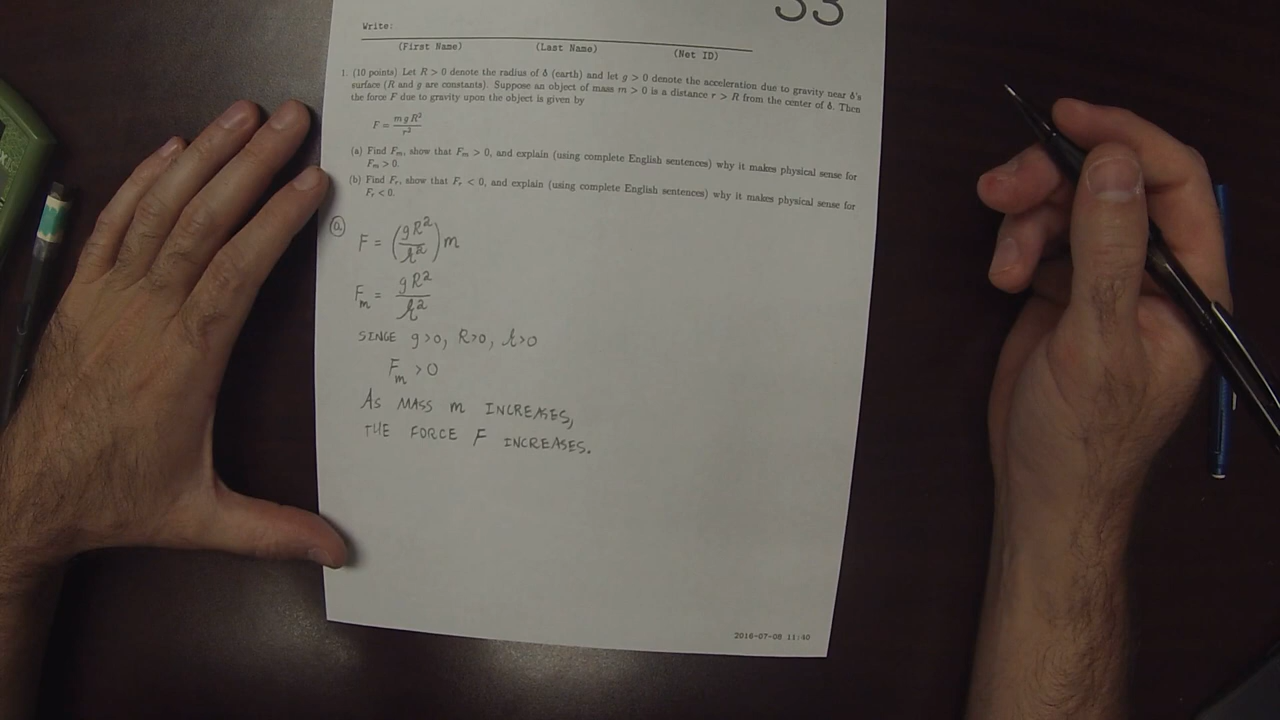 33
Write:
(First Name) (Last Name) (Net ID)
1. (10 points) Let R > 0 denote the radius of δ (earth) and let g > 0 denote the acceleration due to gravity near δ's
surface (R and g are constants). Suppose an object of mass m > 0 is a distance r > R from the center of δ. Then
the force F due to gravity upon the object is given by
F = m g R² / r²
(a) Find Fₘ, show that Fₘ > 0, and explain (using complete English sentences) why it makes physical sense for
Fₘ > 0.
(b) Find Fᵣ, show that Fᵣ < 0, and explain (using complete English sentences) why it makes physical sense for
Fᵣ < 0.
ⓐ F = (gR²/r²) m
Fₘ = gR²/r²
SINCE g>0, R>0, r>0
Fₘ >0
AS MASS m INCREASES,
THE FORCE F INCREASES.
2016-07-08 11:40